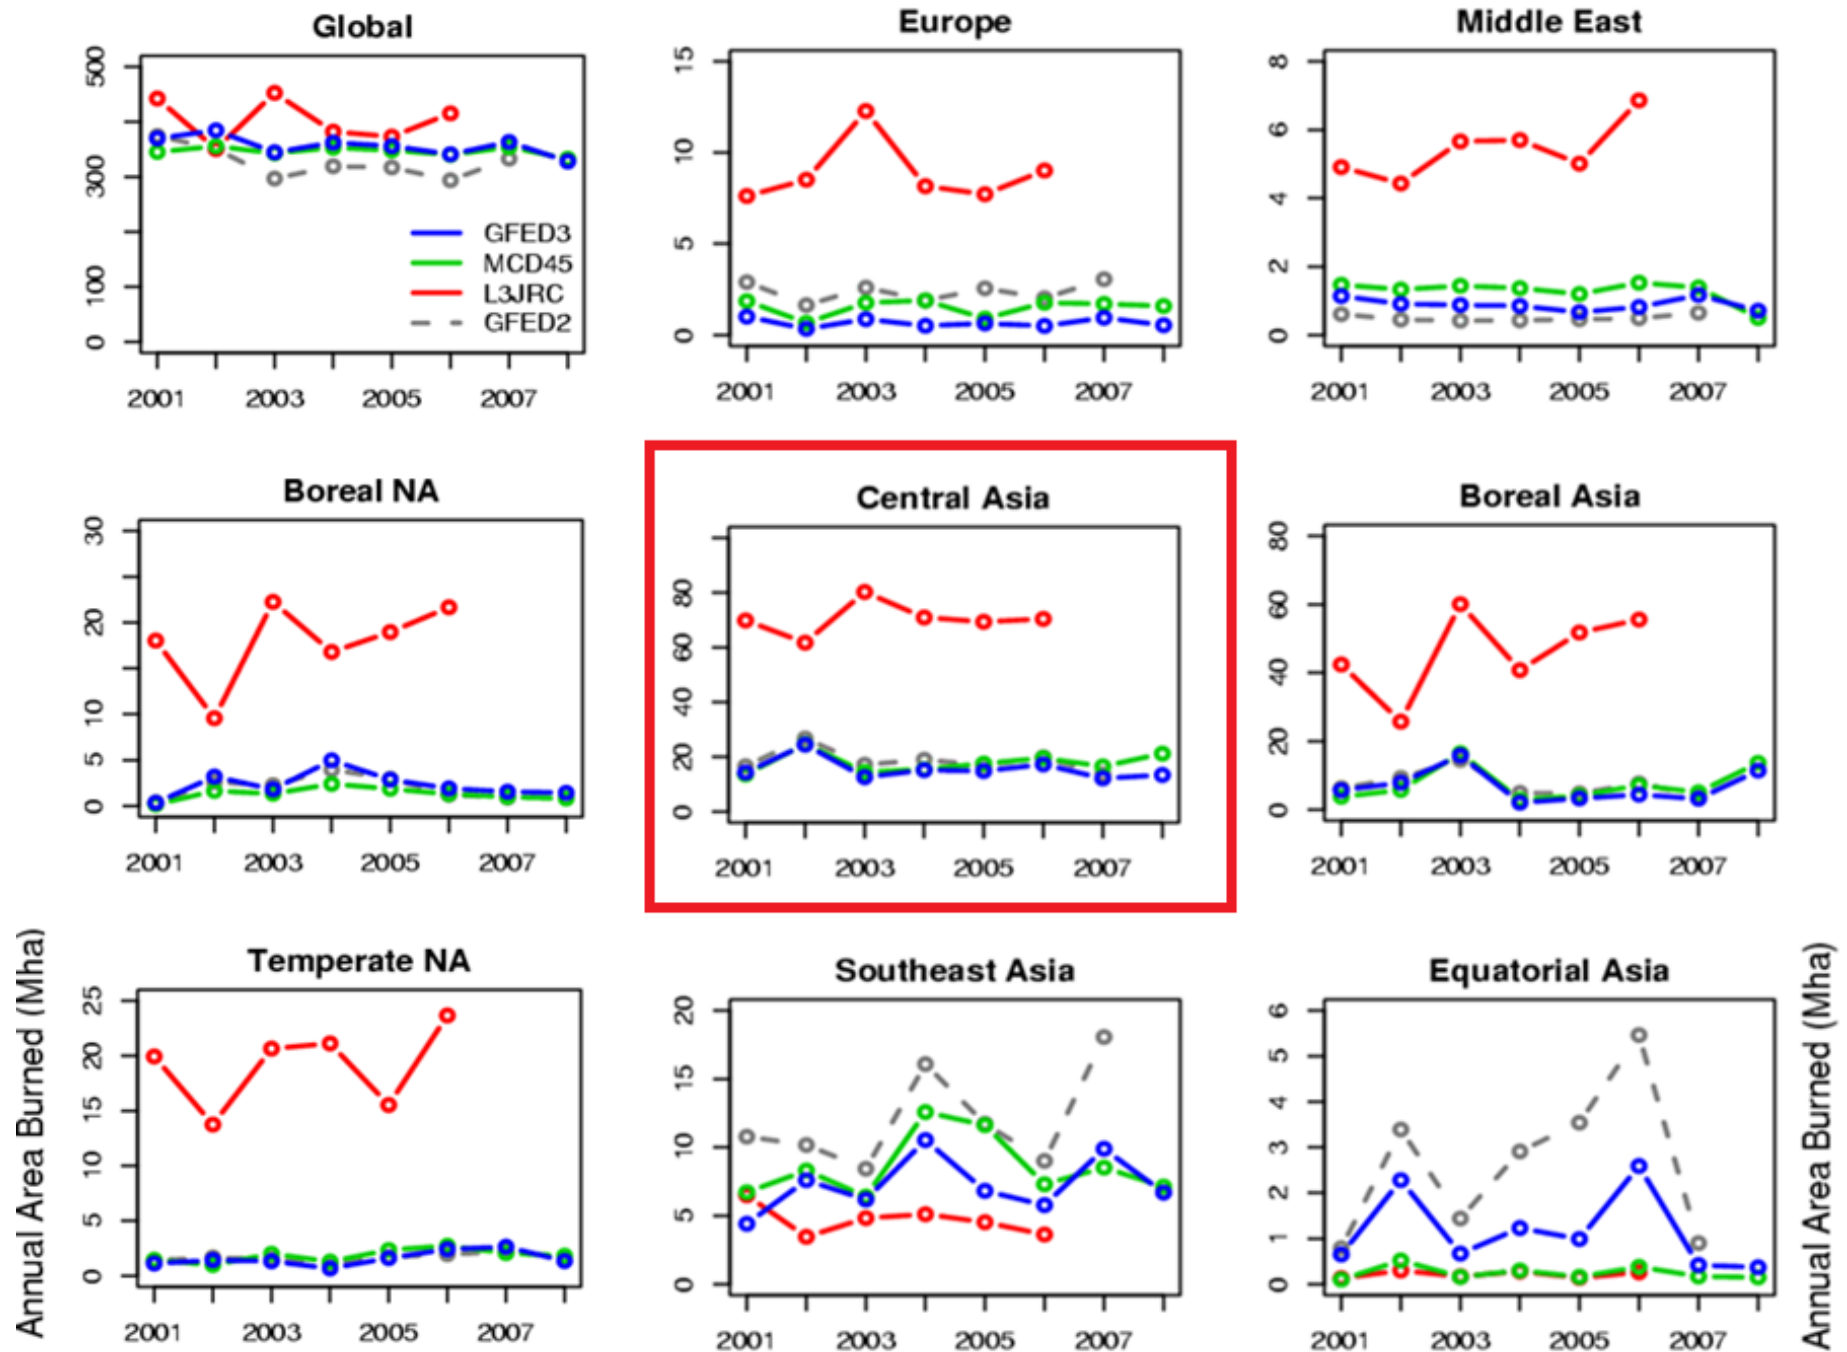 Global
500
300
100
0
GFED3
MCD45
L3JRC
GFED2
2001 2003 2005 2007
Europe
15
10
5
0
2001 2003 2005 2007
Middle East
8
6
4
2
0
2001 2003 2005 2007
Boreal NA
30
20
10
5
0
2001 2003 2005 2007
Central Asia
80
60
40
20
0
2001 2003 2005 2007
Boreal Asia
80
60
40
20
0
2001 2003 2005 2007
Annual Area Burned (Mha)
Temperate NA
25
20
15
10
5
0
2001 2003 2005 2007
Southeast Asia
20
15
10
5
0
2001 2003 2005 2007
Equatorial Asia
6
5
4
3
2
1
0
2001 2003 2005 2007
Annual Area Burned (Mha)